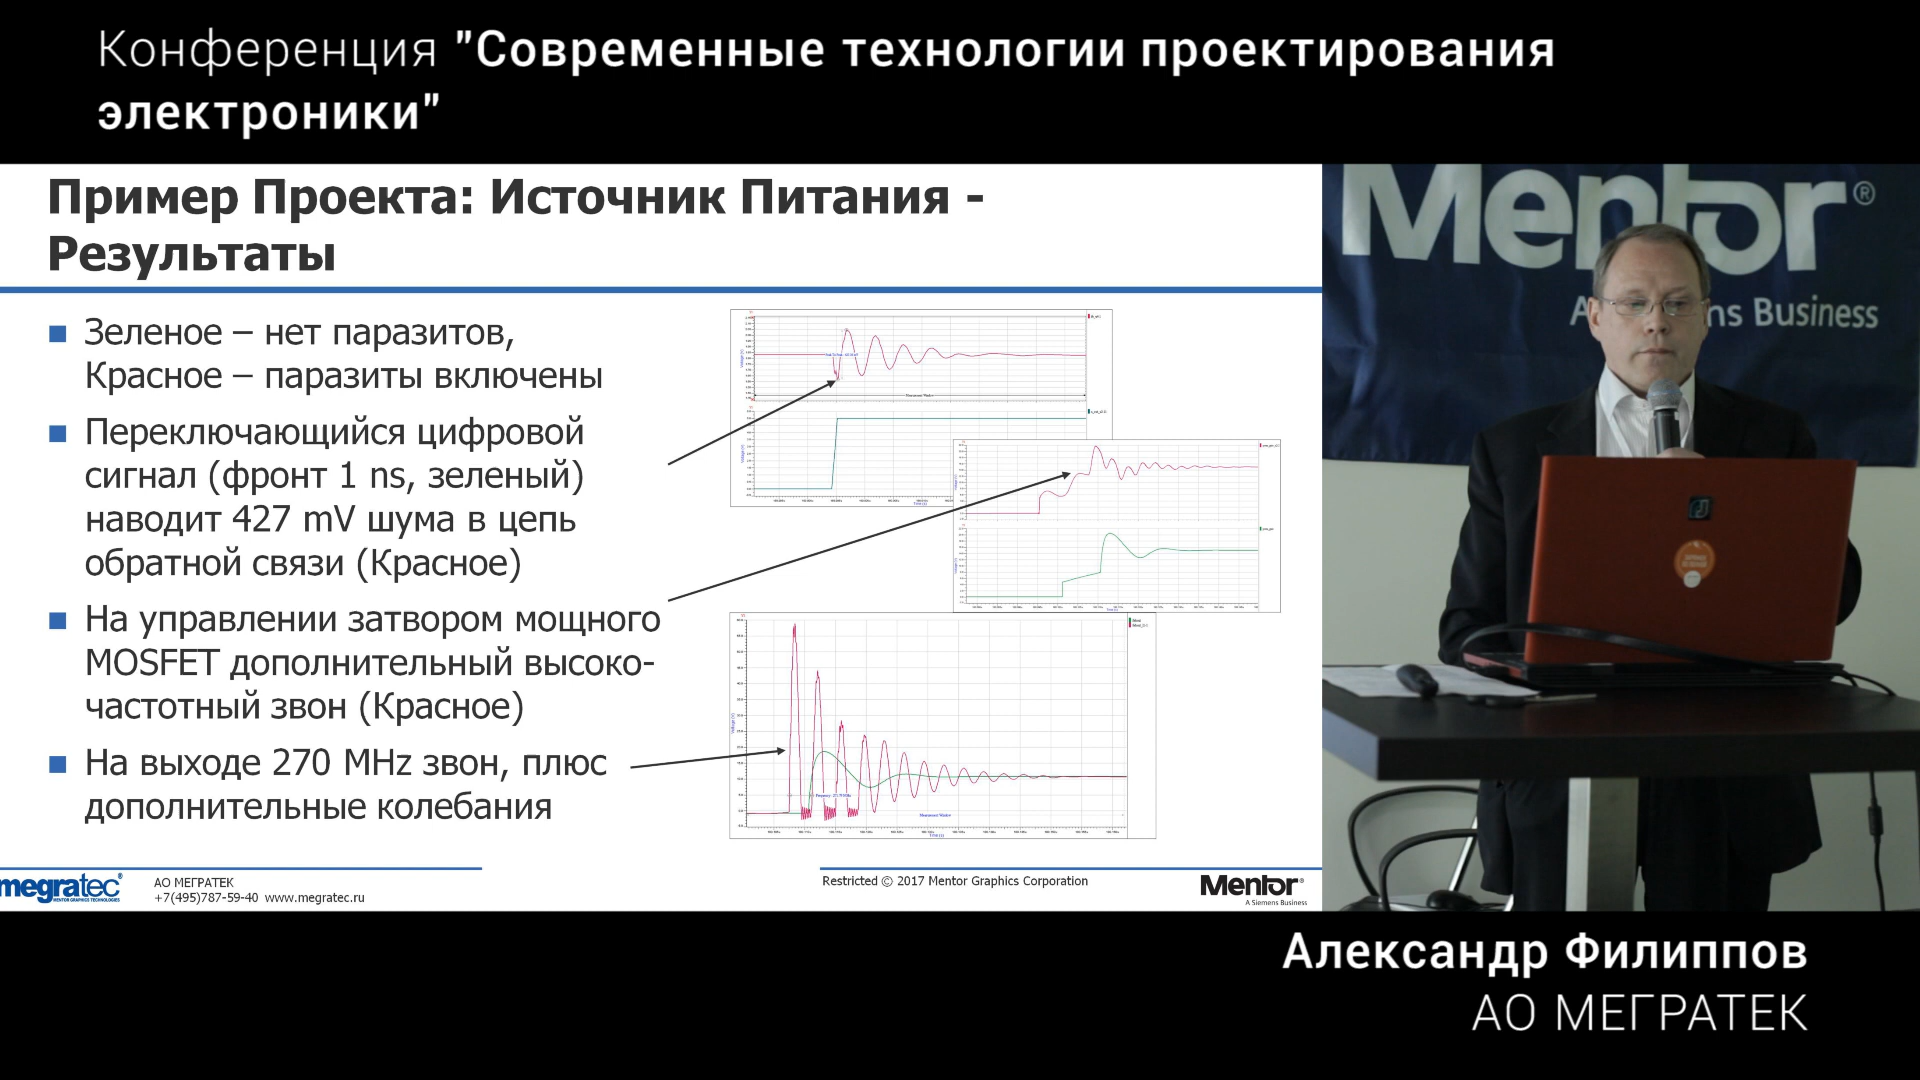 Конференция "Современные технологии проектирования
электроники"
Пример Проекта: Источник Питания -
Результаты
Зеленое – нет паразитов,
Красное – паразиты включены
Переключающийся цифровой
сигнал (фронт 1 ns, зеленый)
наводит 427 mV шума в цепь
обратной связи (Красное)
На управлении затвором мощного
MOSFET дополнительный высоко-
частотный звон (Красное)
На выходе 270 MHz звон, плюс
дополнительные колебания
megratec
MENTOR GRAPHICS TECHNOLOGIES
АО МЕГРАТЕК
+7(495)787-59-40 www.megratec.ru
Restricted © 2017 Mentor Graphics Corporation
Mentor®
A Siemens Business
Mentor®
Business
Александр Филиппов
АО МЕГРАТЕК